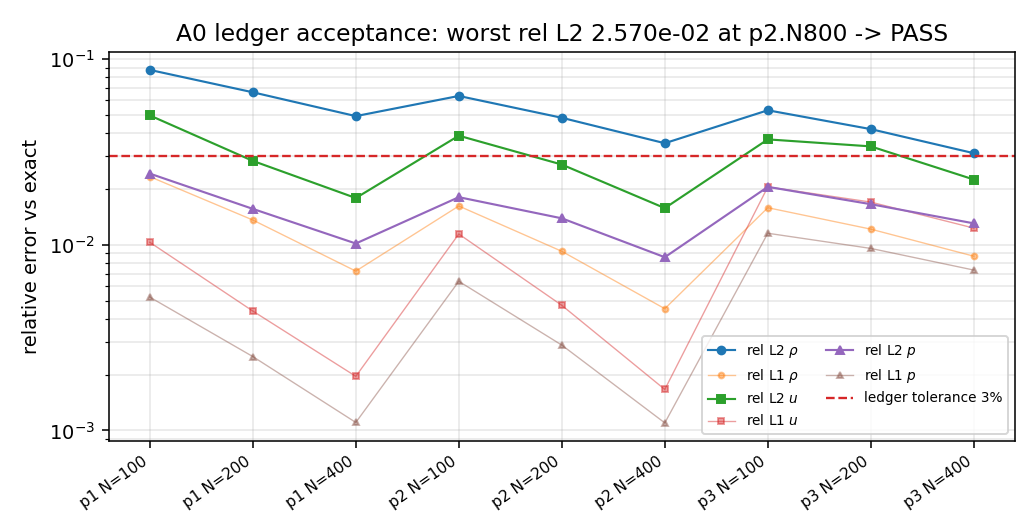 A0 ledger acceptance: worst rel L2 2.570e-02 at p2.N800 -> PASS
relative error vs exact
10⁻¹
10⁻²
10⁻³
rel L2 ρ
rel L1 ρ
rel L2 u
rel L1 u
rel L2 p
rel L1 p
ledger tolerance 3%
p1 N=100
p1 N=200
p1 N=400
p2 N=100
p2 N=200
p2 N=400
p3 N=100
p3 N=200
p3 N=400